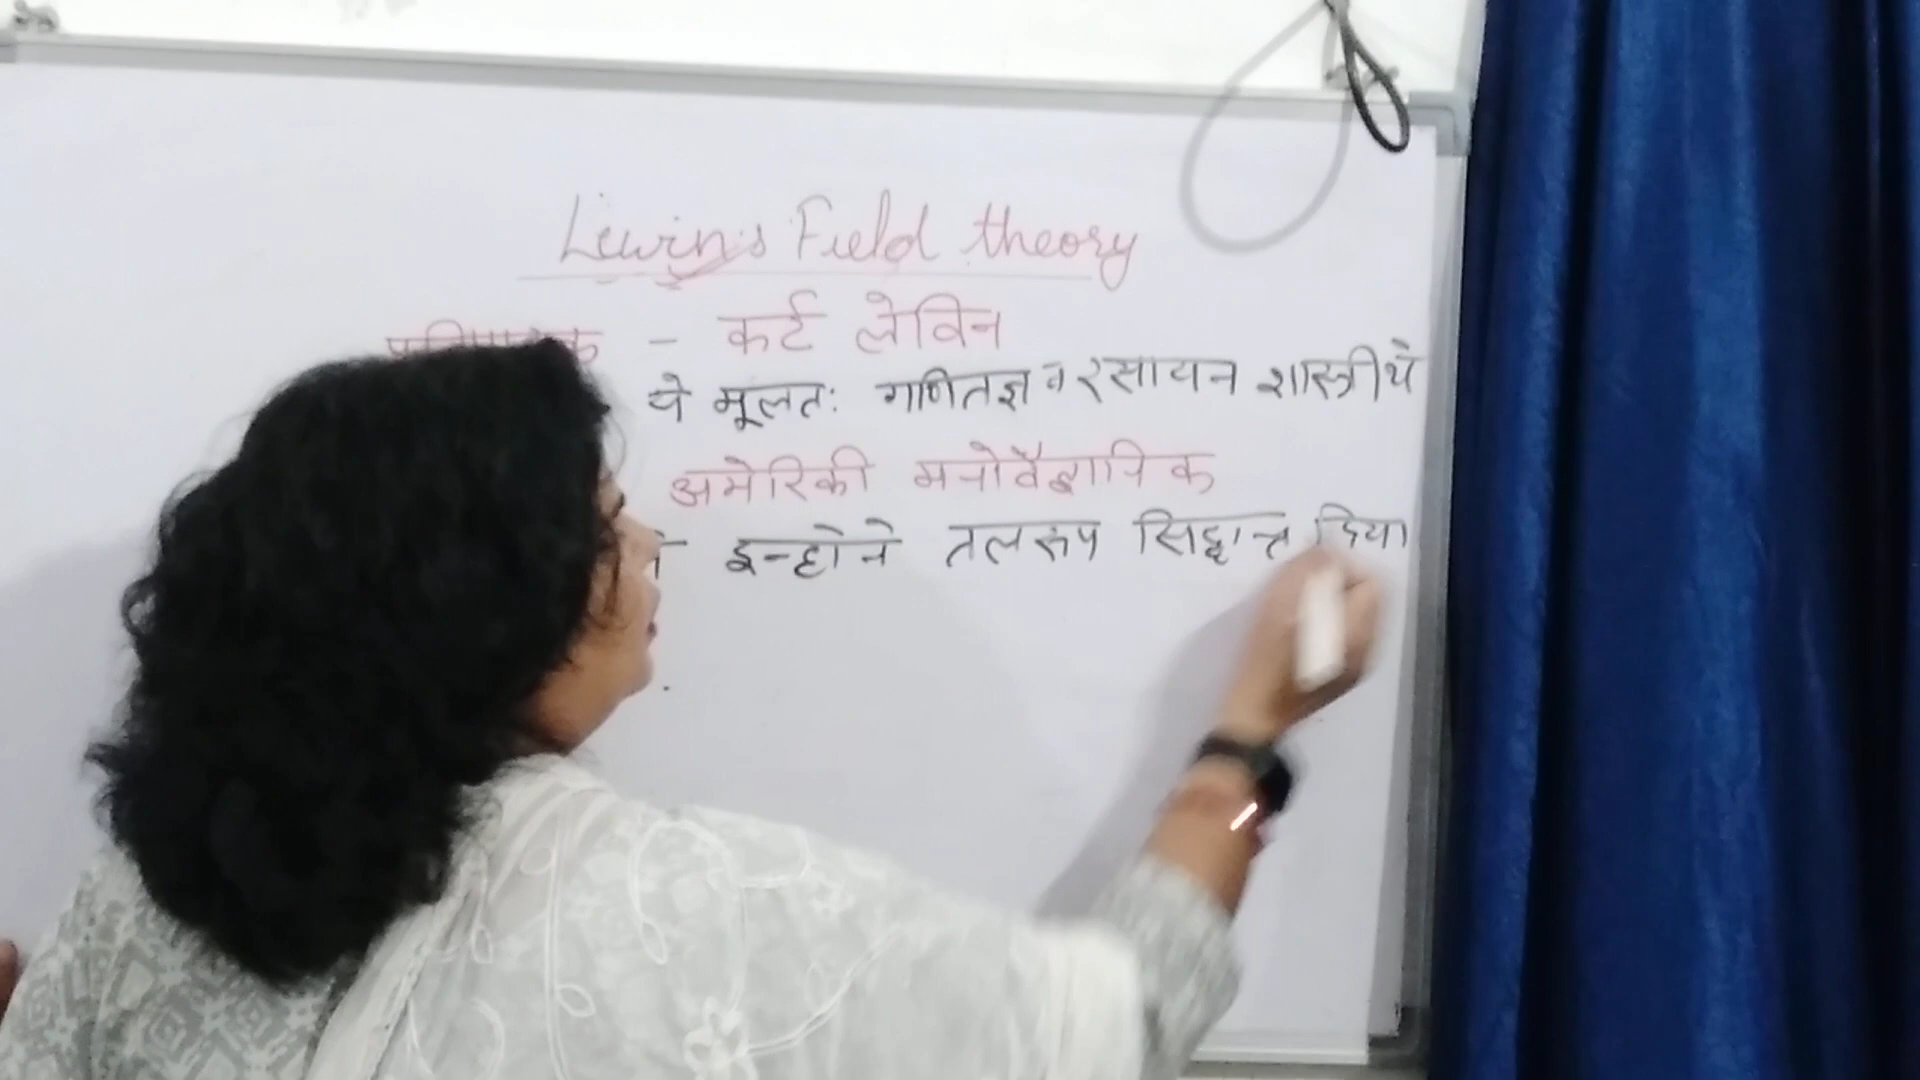 Lewin's Field theory
- कर्ट लेविन
ये मूलतः गणितज्ञ व रसायन शास्त्री थे
अमेरिकी मनोवैज्ञानिक
इन्होने तलरूप सिद्धान्त दिया